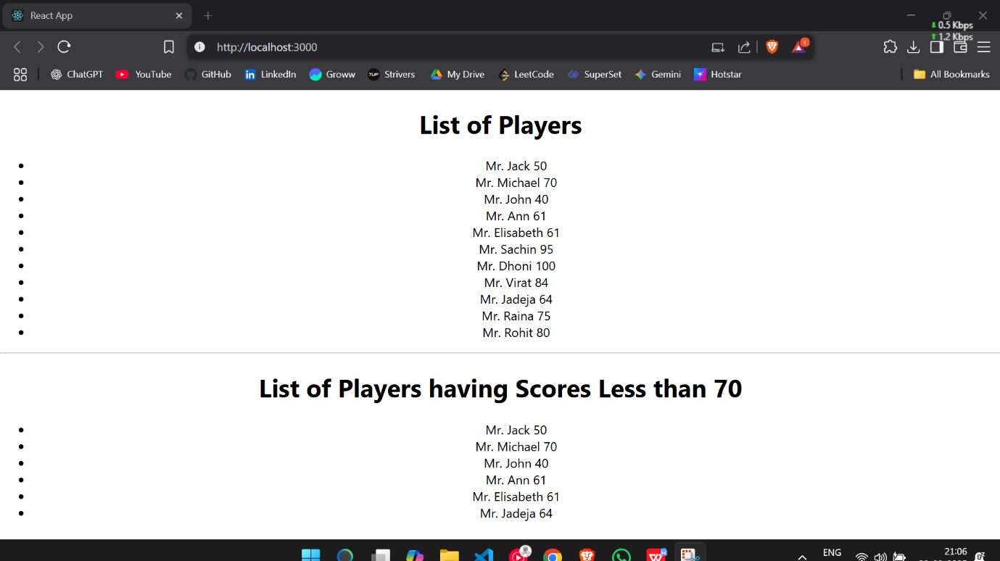 React App
0.5 Kbps
1.2 Kbps
http://localhost:3000
1
ChatGPT YouTube GitHub LinkedIn Groww TUF Strivers My Drive LeetCode SuperSet Gemini Hotstar All Bookmarks
List of Players
Mr. Jack 50
Mr. Michael 70
Mr. John 40
Mr. Ann 61
Mr. Elisabeth 61
Mr. Sachin 95
Mr. Dhoni 100
Mr. Virat 84
Mr. Jadeja 64
Mr. Raina 75
Mr. Rohit 80
List of Players having Scores Less than 70
Mr. Jack 50
Mr. Michael 70
Mr. John 40
Mr. Ann 61
Mr. Elisabeth 61
Mr. Jadeja 64
ENG 21:06